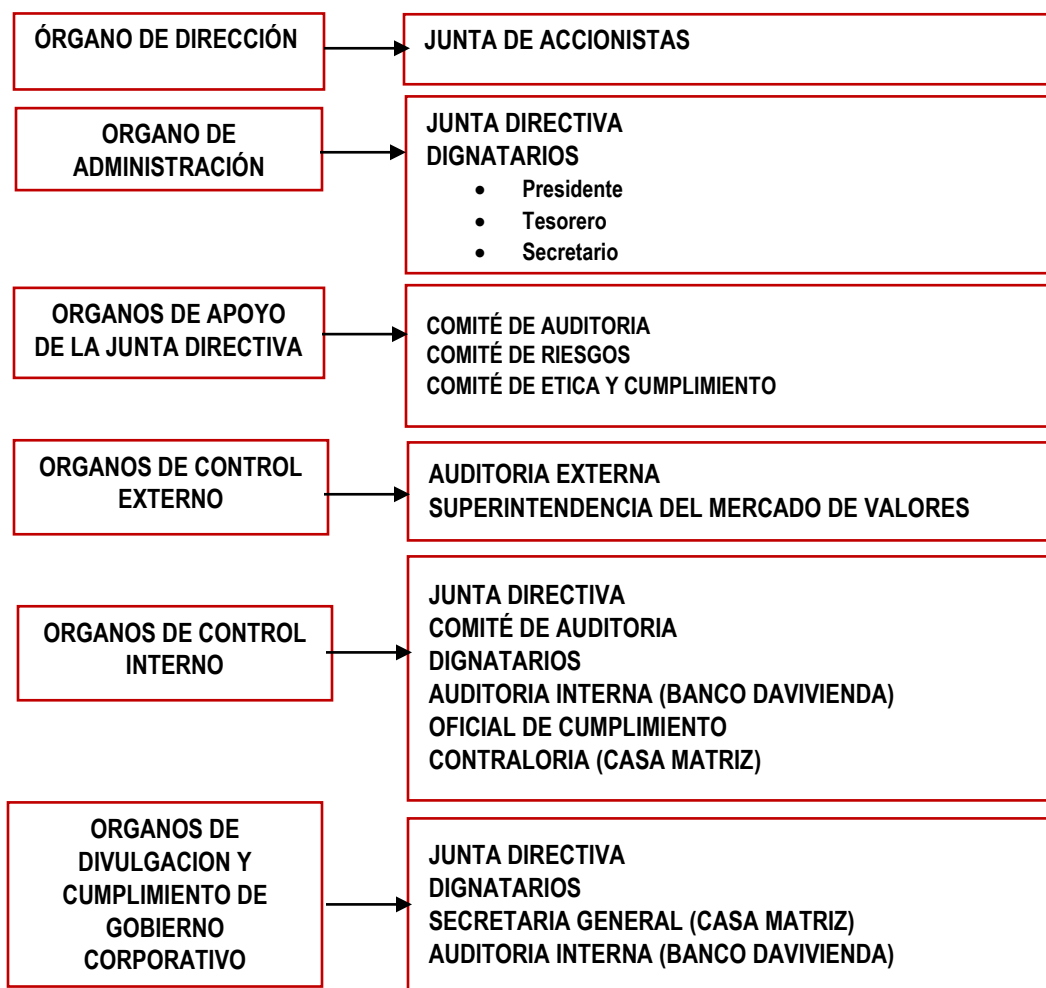 ÓRGANO DE DIRECCIÓN
JUNTA DE ACCIONISTAS
ORGANO DE
ADMINISTRACIÓN
JUNTA DIRECTIVA
DIGNATARIOS
• Presidente
• Tesorero
• Secretario
ORGANOS DE APOYO
DE LA JUNTA DIRECTIVA
COMITÉ DE AUDITORIA
COMITÉ DE RIESGOS
COMITÉ DE ETICA Y CUMPLIMIENTO
ORGANOS DE CONTROL
EXTERNO
AUDITORIA EXTERNA
SUPERINTENDENCIA DEL MERCADO DE VALORES
ORGANOS DE CONTROL
INTERNO
JUNTA DIRECTIVA
COMITÉ DE AUDITORIA
DIGNATARIOS
AUDITORIA INTERNA (BANCO DAVIVIENDA)
OFICIAL DE CUMPLIMIENTO
CONTRALORIA (CASA MATRIZ)
ORGANOS DE
DIVULGACION Y
CUMPLIMIENTO DE
GOBIERNO
CORPORATIVO
JUNTA DIRECTIVA
DIGNATARIOS
SECRETARIA GENERAL (CASA MATRIZ)
AUDITORIA INTERNA (BANCO DAVIVIENDA)